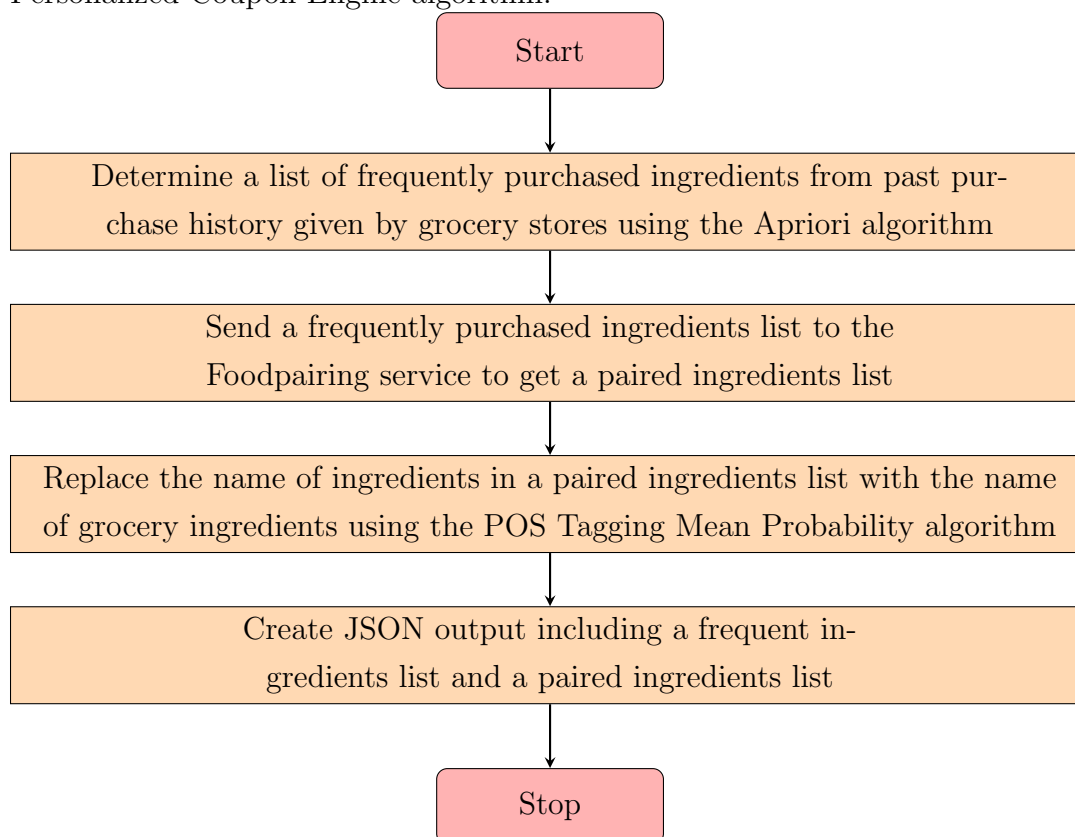 Personalized Coupon Engine algorithm.
Start
Determine a list of frequently purchased ingredients from past pur-
chase history given by grocery stores using the Apriori algorithm
Send a frequently purchased ingredients list to the
Foodpairing service to get a paired ingredients list
Replace the name of ingredients in a paired ingredients list with the name
of grocery ingredients using the POS Tagging Mean Probability algorithm
Create JSON output including a frequent in-
gredients list and a paired ingredients list
Stop